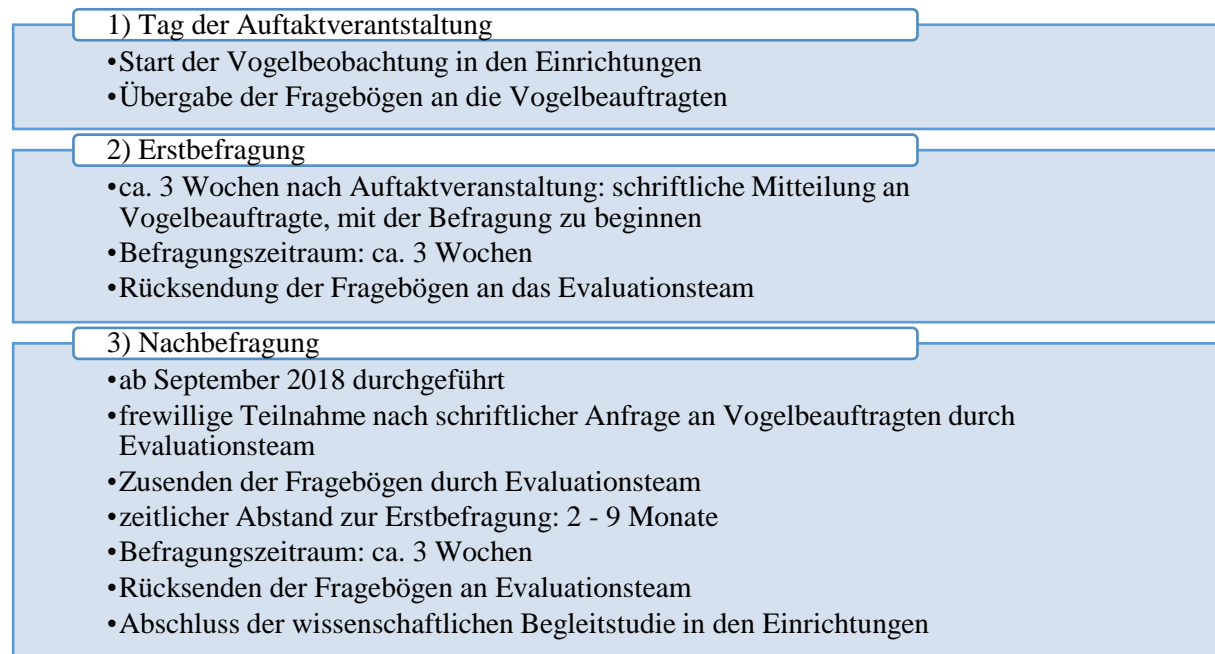 1) Tag der Auftaktverantstaltung
•Start der Vogelbeobachtung in den Einrichtungen
•Übergabe der Fragebögen an die Vogelbeauftragten
2) Erstbefragung
•ca. 3 Wochen nach Auftaktveranstaltung: schriftliche Mitteilung an
Vogelbeauftragte, mit der Befragung zu beginnen
•Befragungszeitraum: ca. 3 Wochen
•Rücksendung der Fragebögen an das Evaluationsteam
3) Nachbefragung
•ab September 2018 durchgeführt
•frewillige Teilnahme nach schriftlicher Anfrage an Vogelbeauftragten durch
Evaluationsteam
•Zusenden der Fragebögen durch Evaluationsteam
•zeitlicher Abstand zur Erstbefragung: 2 - 9 Monate
•Befragungszeitraum: ca. 3 Wochen
•Rücksenden der Fragebögen an Evaluationsteam
•Abschluss der wissenschaftlichen Begleitstudie in den Einrichtungen